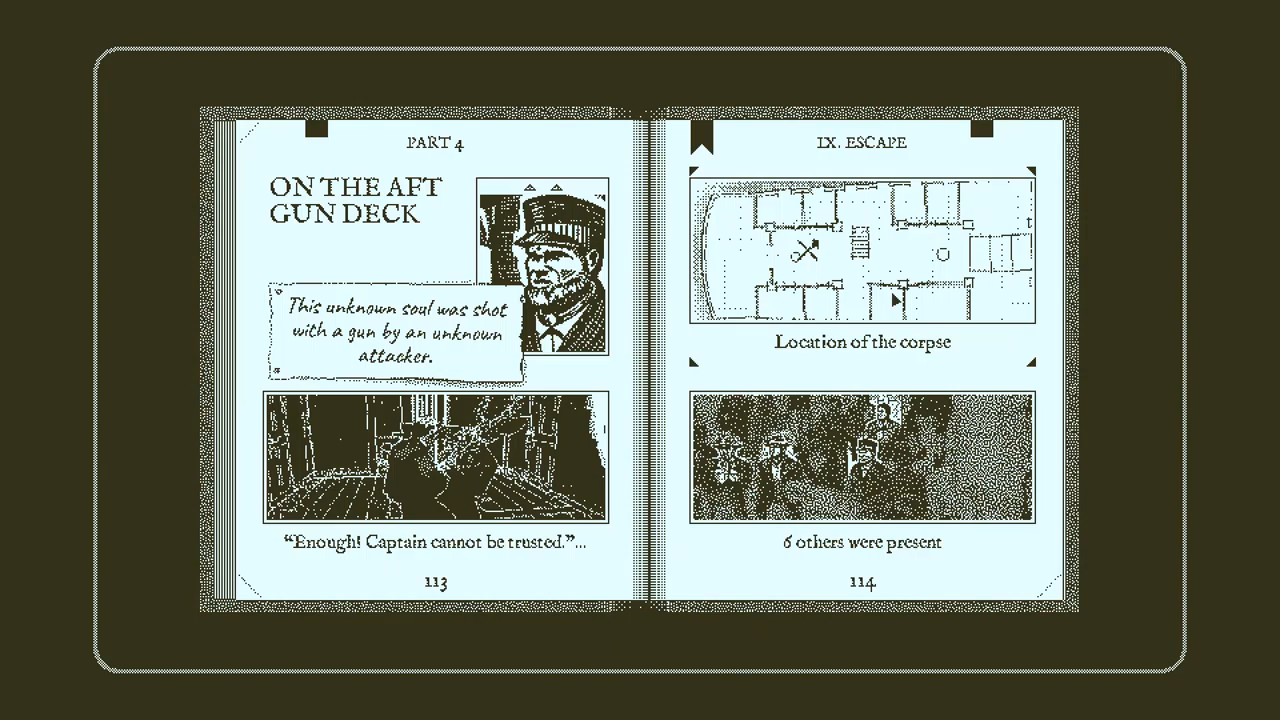 PART 4
ON THE AFT
GUN DECK
This unknown soul was shot
with a gun by an unknown
attacker.
“Enough! Captain cannot be trusted.”...
113
IX. ESCAPE
Location of the corpse
6 others were present
114